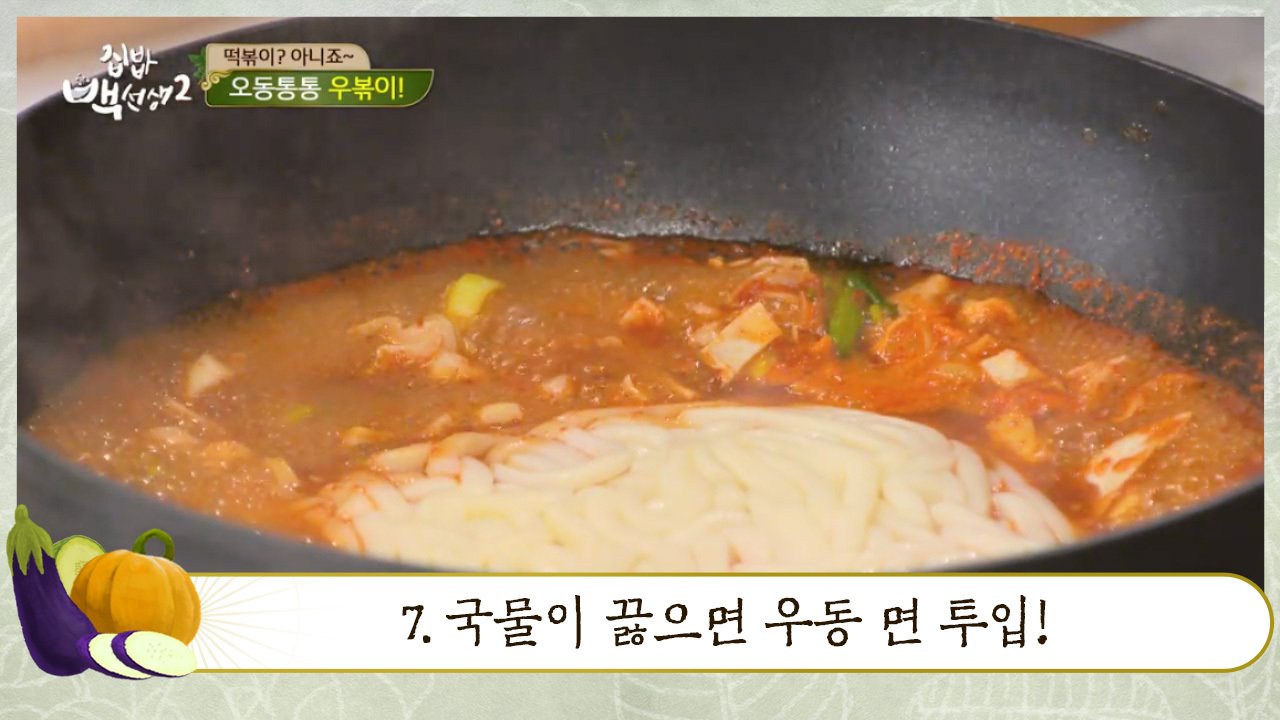 집밥
백선생2
떡볶이? 아니죠~
오동통통 우볶이!
7. 국물이 끓으면 우동 면 투입!